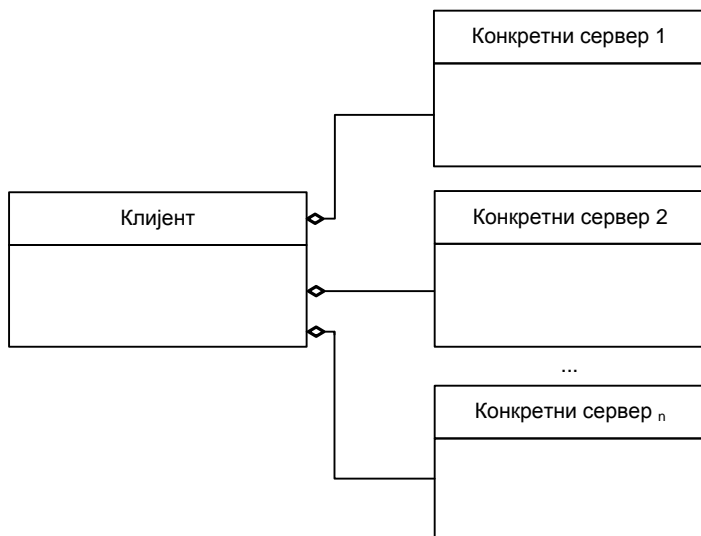 Конкретни сервер 1
Клијент
Конкретни сервер 2
...
Конкретни сервер n